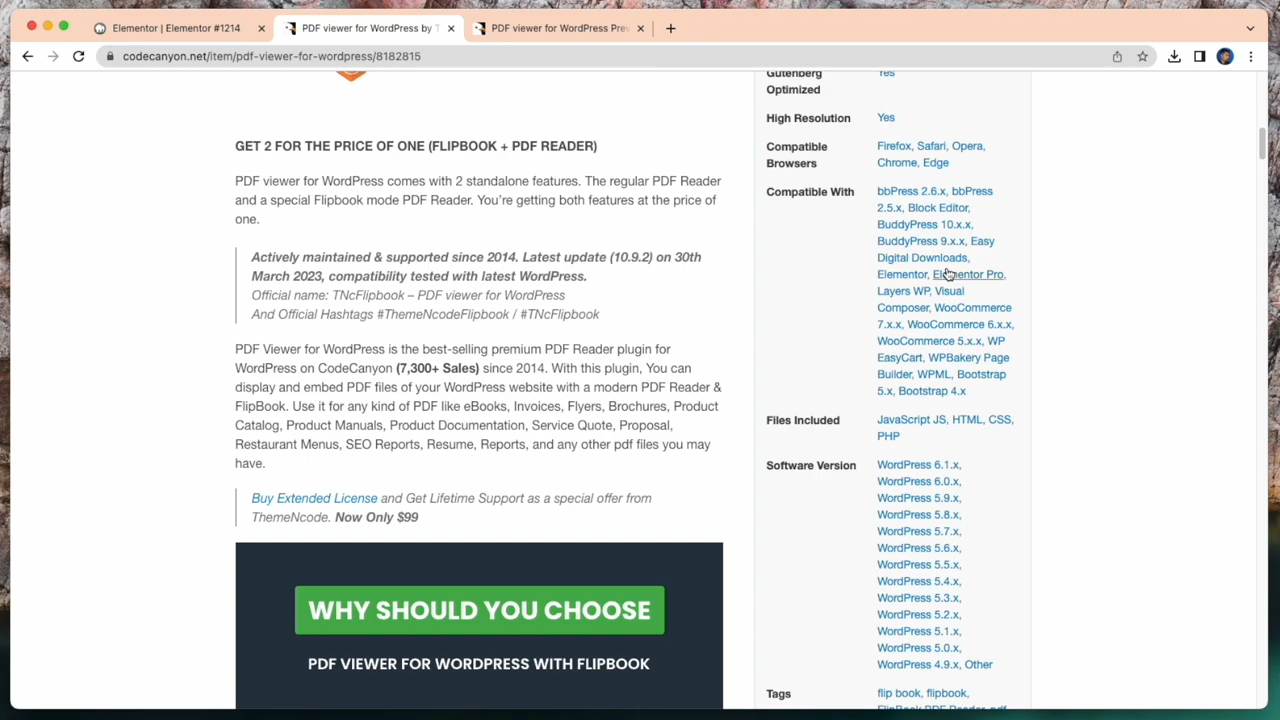 Elementor | Elementor #1214
PDF viewer for WordPress by T
PDF viewer for WordPress Prev
codecanyon.net/item/pdf-viewer-for-wordpress/8182815
GET 2 FOR THE PRICE OF ONE (FLIPBOOK + PDF READER)
PDF viewer for WordPress comes with 2 standalone features. The regular PDF Reader
and a special Flipbook mode PDF Reader. You're getting both features at the price of
one.
Actively maintained & supported since 2014. Latest update (10.9.2) on 30th
March 2023, compatibility tested with latest WordPress.
Official name: TNcFlipbook – PDF viewer for WordPress
And Official Hashtags #ThemeNcodeFlipbook / #TNcFlipbook
PDF Viewer for WordPress is the best-selling premium PDF Reader plugin for
WordPress on CodeCanyon (7,300+ Sales) since 2014. With this plugin, You can
display and embed PDF files of your WordPress website with a modern PDF Reader &
FlipBook. Use it for any kind of PDF like eBooks, Invoices, Flyers, Brochures, Product
Catalog, Product Manuals, Product Documentation, Service Quote, Proposal,
Restaurant Menus, SEO Reports, Resume, Reports, and any other pdf files you may
have.
Buy Extended License and Get Lifetime Support as a special offer from
ThemeNcode. Now Only $99
WHY SHOULD YOU CHOOSE
PDF VIEWER FOR WORDPRESS WITH FLIPBOOK
Gutenberg Yes
Optimized
High Resolution Yes
Compatible Firefox, Safari, Opera,
Browsers Chrome, Edge
Compatible With bbPress 2.6.x, bbPress
2.5.x, Block Editor,
BuddyPress 10.x.x,
BuddyPress 9.x.x, Easy
Digital Downloads,
Elementor, Elementor Pro,
Layers WP, Visual
Composer, WooCommerce
7.x.x, WooCommerce 6.x.x,
WooCommerce 5.x.x, WP
EasyCart, WPBakery Page
Builder, WPML, Bootstrap
5.x, Bootstrap 4.x
Files Included JavaScript JS, HTML, CSS,
PHP
Software Version WordPress 6.1.x,
WordPress 6.0.x,
WordPress 5.9.x,
WordPress 5.8.x,
WordPress 5.7.x,
WordPress 5.6.x,
WordPress 5.5.x,
WordPress 5.4.x,
WordPress 5.3.x,
WordPress 5.2.x,
WordPress 5.1.x,
WordPress 5.0.x,
WordPress 4.9.x, Other
Tags flip book, flipbook,
FlipBook PDF Reader, pdf